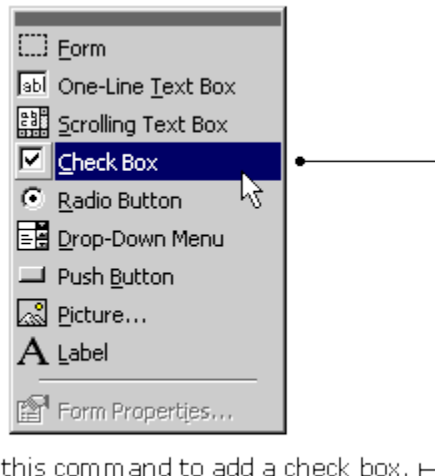 Form
abl One-Line Text Box
Scrolling Text Box
Check Box
Radio Button
Drop-Down Menu
Push Button
Picture...
A Label
Form Properties...
this command to add a check box.